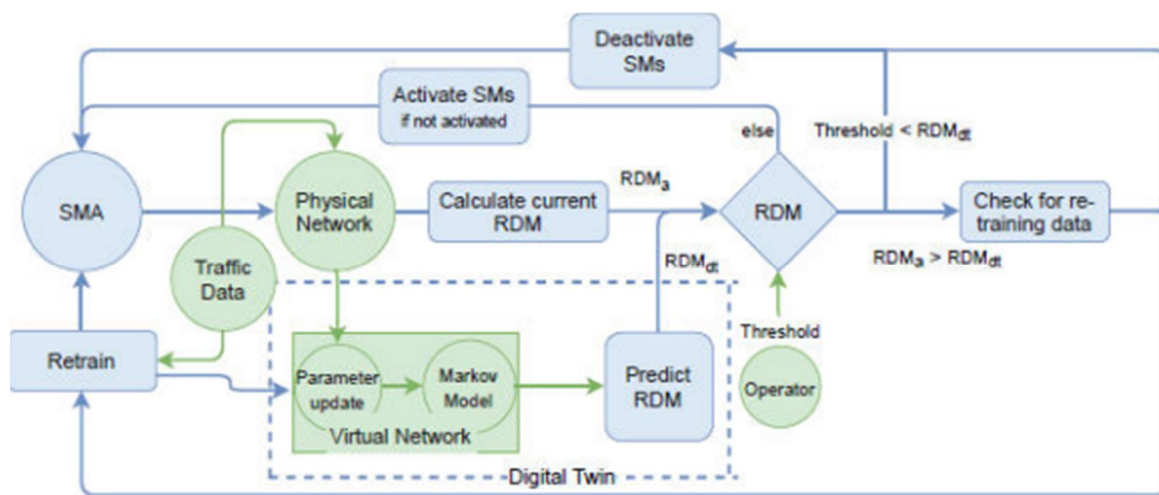 Deactivate
SMs
Activate SMs
if not activated
else
Threshold < RDMdt
SMA
Physical
Network
Calculate current
RDM
RDMa
RDM
Check for re-
training data
Traffic
Data
RDMdt
RDMa > RDMdt
Retrain
Parameter
update
Markov
Model
Virtual Network
Predict
RDM
Threshold
Operator
Digital Twin